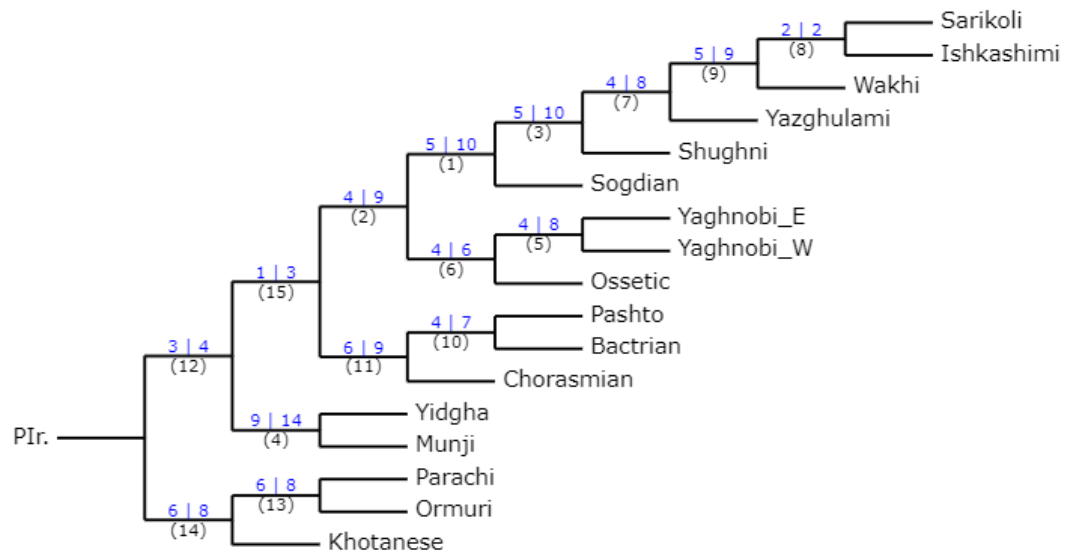 Sarikoli
2 | 2
(8)
Ishkashimi
5 | 9
(9)
Wakhi
4 | 8
(7)
Yazghulami
5 | 10
(3)
Shughni
5 | 10
(1)
Sogdian
4 | 9
(2)
Yaghnobi_E
4 | 8
(5)
Yaghnobi_W
4 | 6
(6)
Ossetic
1 | 3
(15)
Pashto
4 | 7
(10)
Bactrian
6 | 9
(11)
Chorasmian
3 | 4
(12)
Yidgha
9 | 14
(4)
Munji
PIr.
Parachi
6 | 8
(13)
Ormuri
6 | 8
(14)
Khotanese